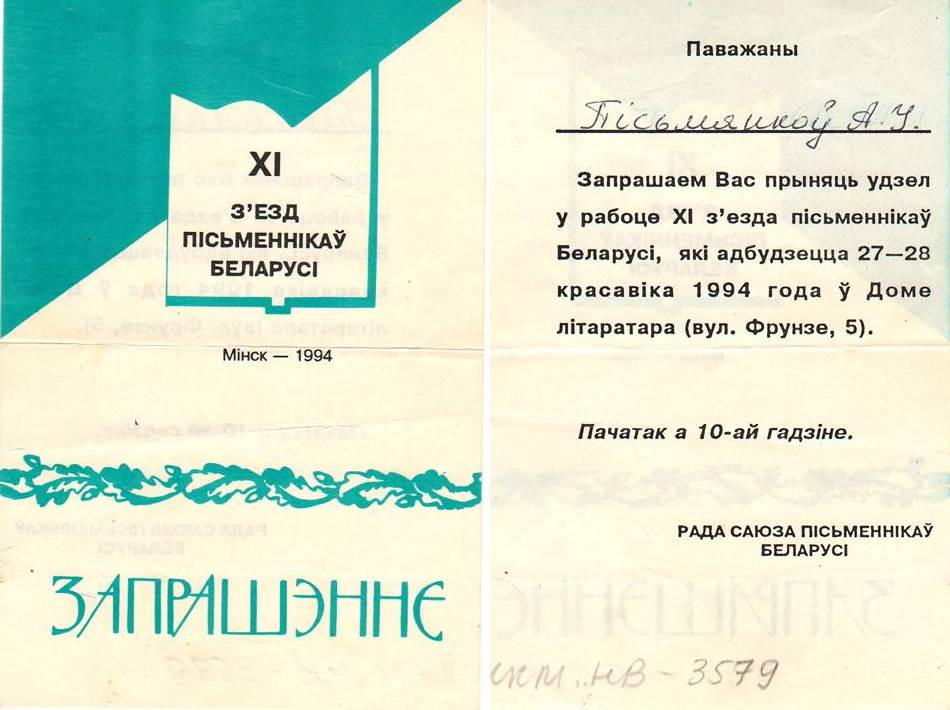 XI
З’ЕЗД
ПІСЬМЕННІКАЎ
БЕЛАРУСІ
Мінск — 1994
ЗАПРАШЭННЕ
Паважаны
Пісьмянкоў А. У.
Запрашаем Вас прыняць удзел
у рабоце XI з’езда пісьменнікаў
Беларусі, які адбудзецца 27—28
красавіка 1994 года ў Доме
літаратара (вул. Фрунзе, 5).
Пачатак а 10-ай гадзіне.
РАДА САЮЗА ПІСЬМЕННІКАЎ
БЕЛАРУСІ
НВ – 3579